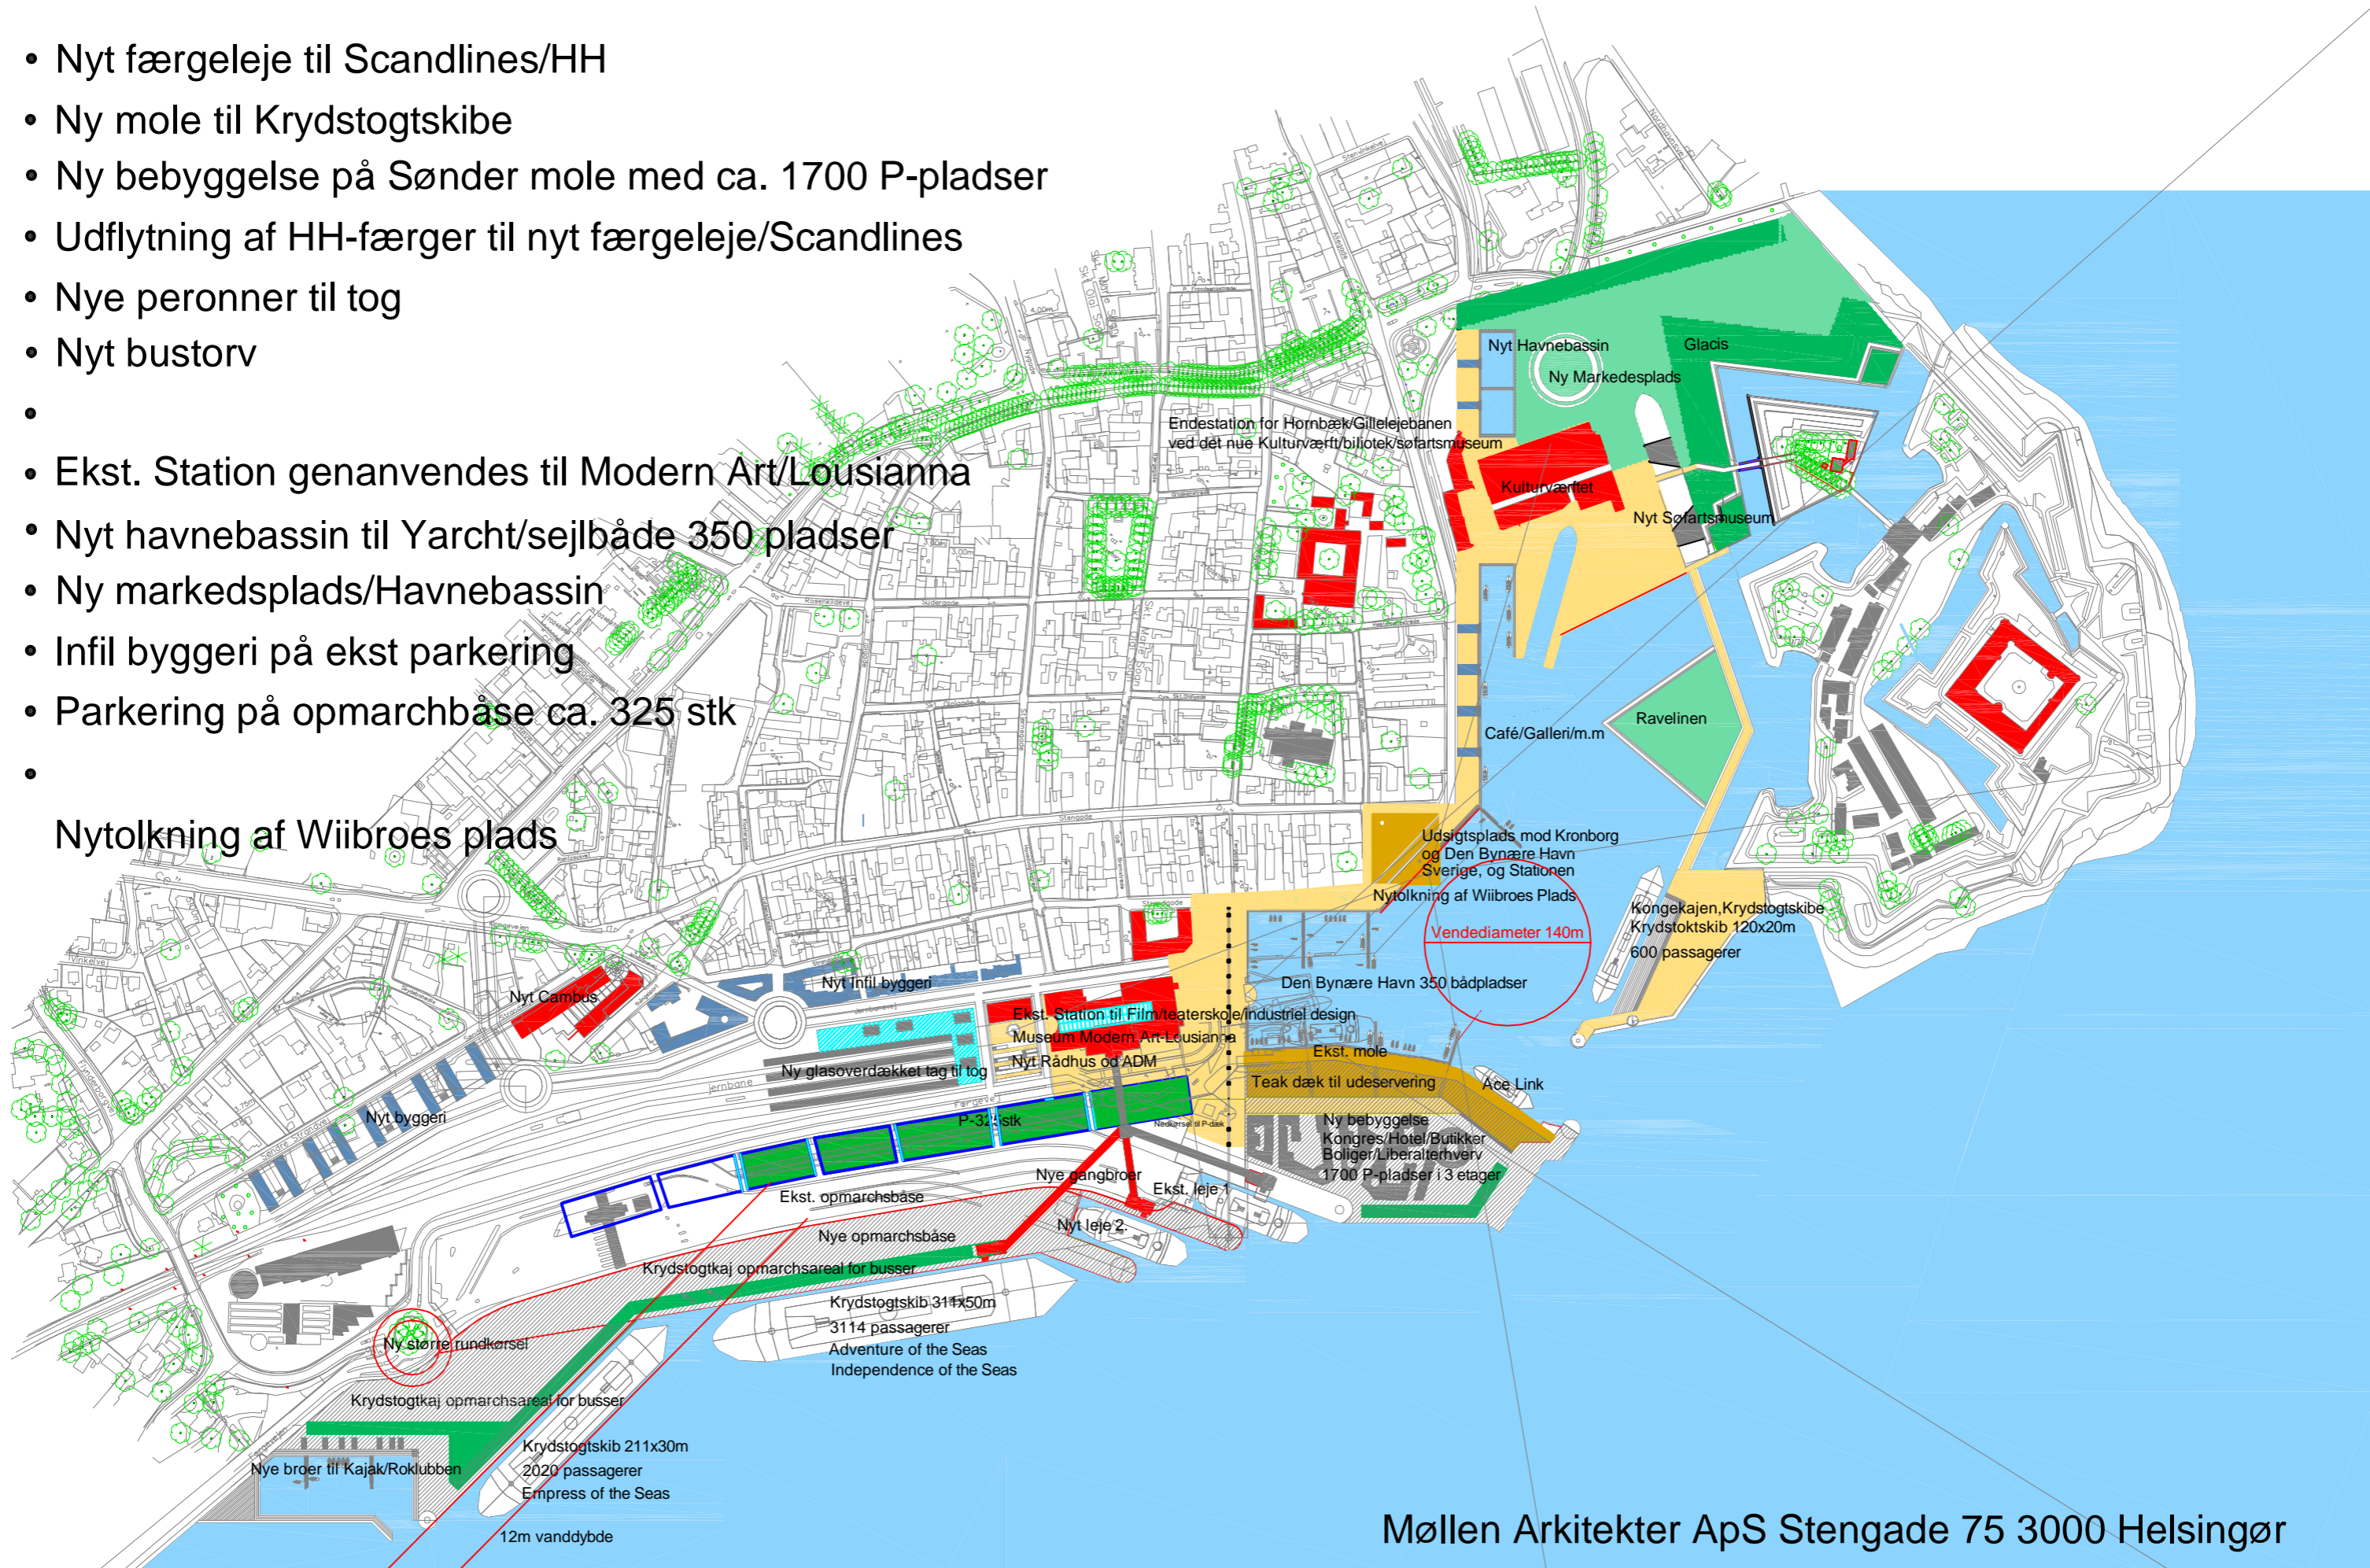 • Nyt færgeleje til Scandlines/HH
• Ny mole til Krydstogtskibe
• Ny bebyggelse på Sønder mole med ca. 1700 P-pladser
• Udflytning af HH-færger til nyt færgeleje/Scandlines
• Nye peronner til tog
• Nyt bustorv
•
• Ekst. Station genanvendes til Modern Art/Lousianna
• Nyt havnebassin til Yarcht/sejlbåde 350 pladser
• Ny markedsplads/Havnebassin
• Infil byggeri på ekst parkering
• Parkering på opmarchbåse ca. 325 stk
•
Nytolkning af Wiibroes plads
Nyt Havnebassin
Glacis
Ny Markedesplads
Endestation for Hornbæk/Gillelejebanen
ved det nue Kulturværft/biliotek/søfartsmuseum
Kulturværftet
Nyt Søfartsmuseum
Ravelinen
Café/Galleri/m.m
Udsigtsplads mod Kronborg
og Den Bynære Havn
Sverige, og Stationen
Nytolkning af Wiibroes Plads
Vendediameter 140m
Kongekajen,Krydstogtskibe
Krydstoktskib 120x20m
600 passagerer
Den Bynære Havn 350 bådpladser
Nyt Infil byggeri
Nyt Cambus
Ekst. Station til Film/teaterskole/industriel design
Museum Modern Art-Lousianna
Nyt Rådhus od ADM
Ny glasoverdækket tag til tog
Ekst. mole
Teak dæk til udeservering
Ace Link
Nyt byggeri
jernbane
Færgevej
P-325stk
Nedkørsel til P-dæk
Ny bebyggelse
Kongres/Hotel/Butikker
Boliger/Liberalterhverv
1700 P-pladser i 3 etager
Nye gangbroer
Ekst. leje 1
Ekst. opmarchsbåse
Nyt leje 2.
Nye opmarchsbåse
Krydstogtkaj opmarchsareal for busser
Krydstogtskib 311x50m
3114 passagerer
Adventure of the Seas
Independence of the Seas
Ny større rundkørsel
Krydstogtkaj opmarchsareal for busser
Krydstogtskib 211x30m
2020 passagerer
Empress of the Seas
Nye broer til Kajak/Roklubben
12m vanddybde
Stengade
Sudergade
Møllen Arkitekter ApS Stengade 75 3000 Helsingør